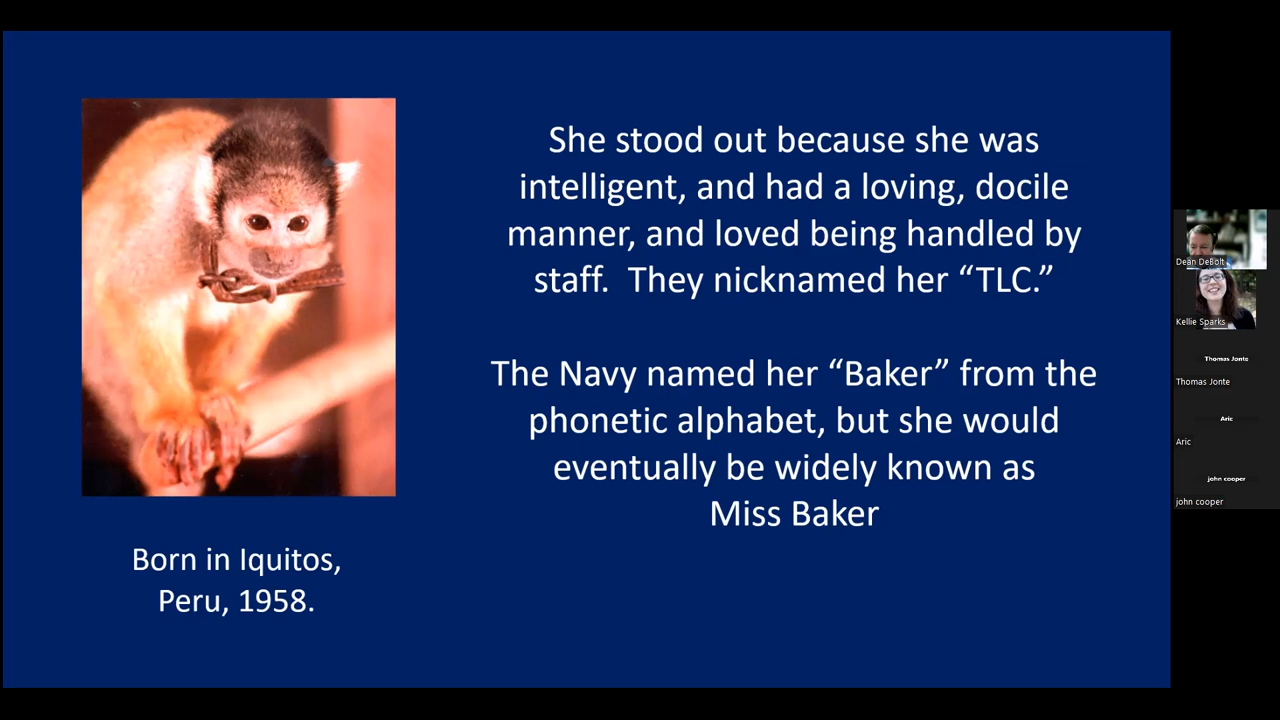 She stood out because she was
intelligent, and had a loving, docile
manner, and loved being handled by
staff.  They nicknamed her “TLC.”
The Navy named her “Baker” from the
phonetic alphabet, but she would
eventually be widely known as
Miss Baker
Born in Iquitos,
Peru, 1958.
Dean DeBolt
Kellie Sparks
Thomas Jonte
Thomas Jonte
Aric
Aric
john cooper
john cooper